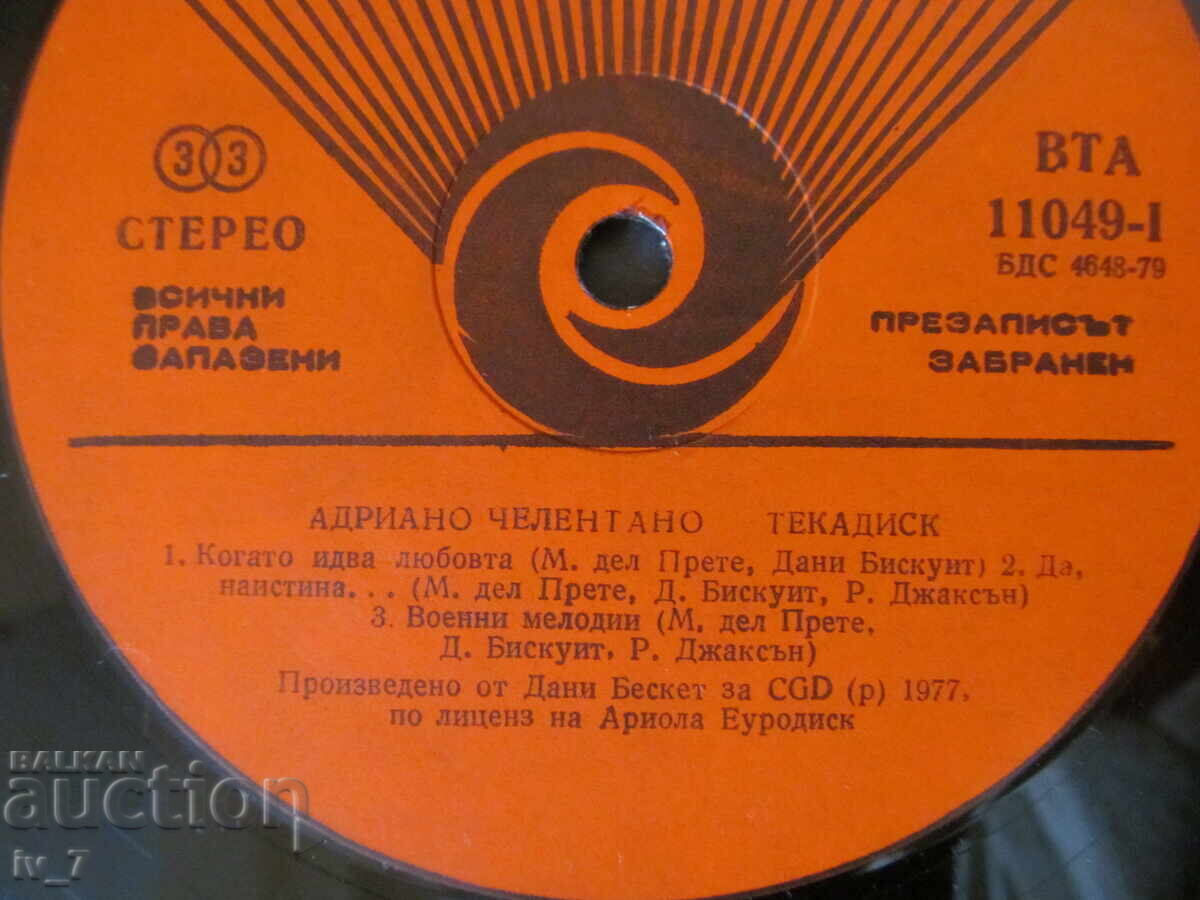 33
СТЕРЕО
ВСИЧНИ
ПРАВА
ЗАПАЗЕНИ
ВТА
11049-I
БДС 4648-79
ПРЕЗАПИСЪТ
ЗАБРАНЕН
АДРИАНО ЧЕЛЕНТАНО ТЕКАДИСК
1. Когато идва любовта (М. дел Прете, Дани Бискуит) 2. Да,
наистина... (М. дел Прете, Д. Бискуит, Р. Джаксън)
3. Военни мелодии (М. дел Прете,
Д. Бискуит, Р. Джаксън)
Произведено от Дани Бескет за CGD (р) 1977,
по лиценз на Ариола Еуродиск
BALKAN
auction
iv_7